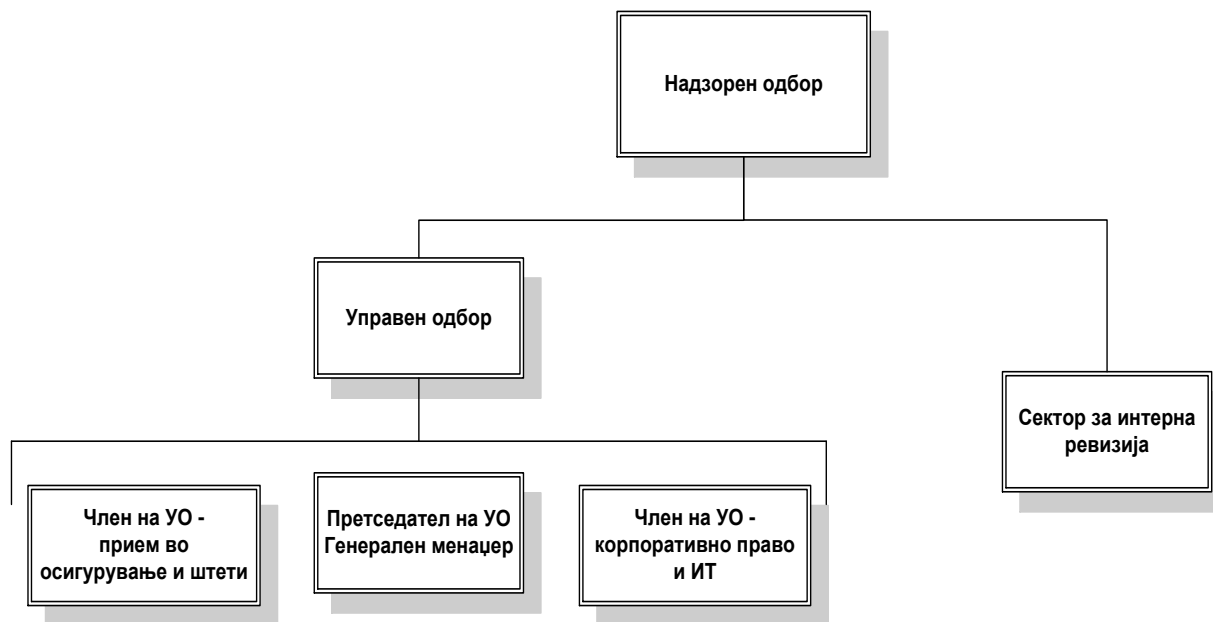 Надзорен одбор
Управен одбор
Сектор за интерна
ревизија
Член на УО -
прием во
осигурување и штети
Претседател на УО
Генерален менаџер
Член на УО -
корпоративно право
и ИТ